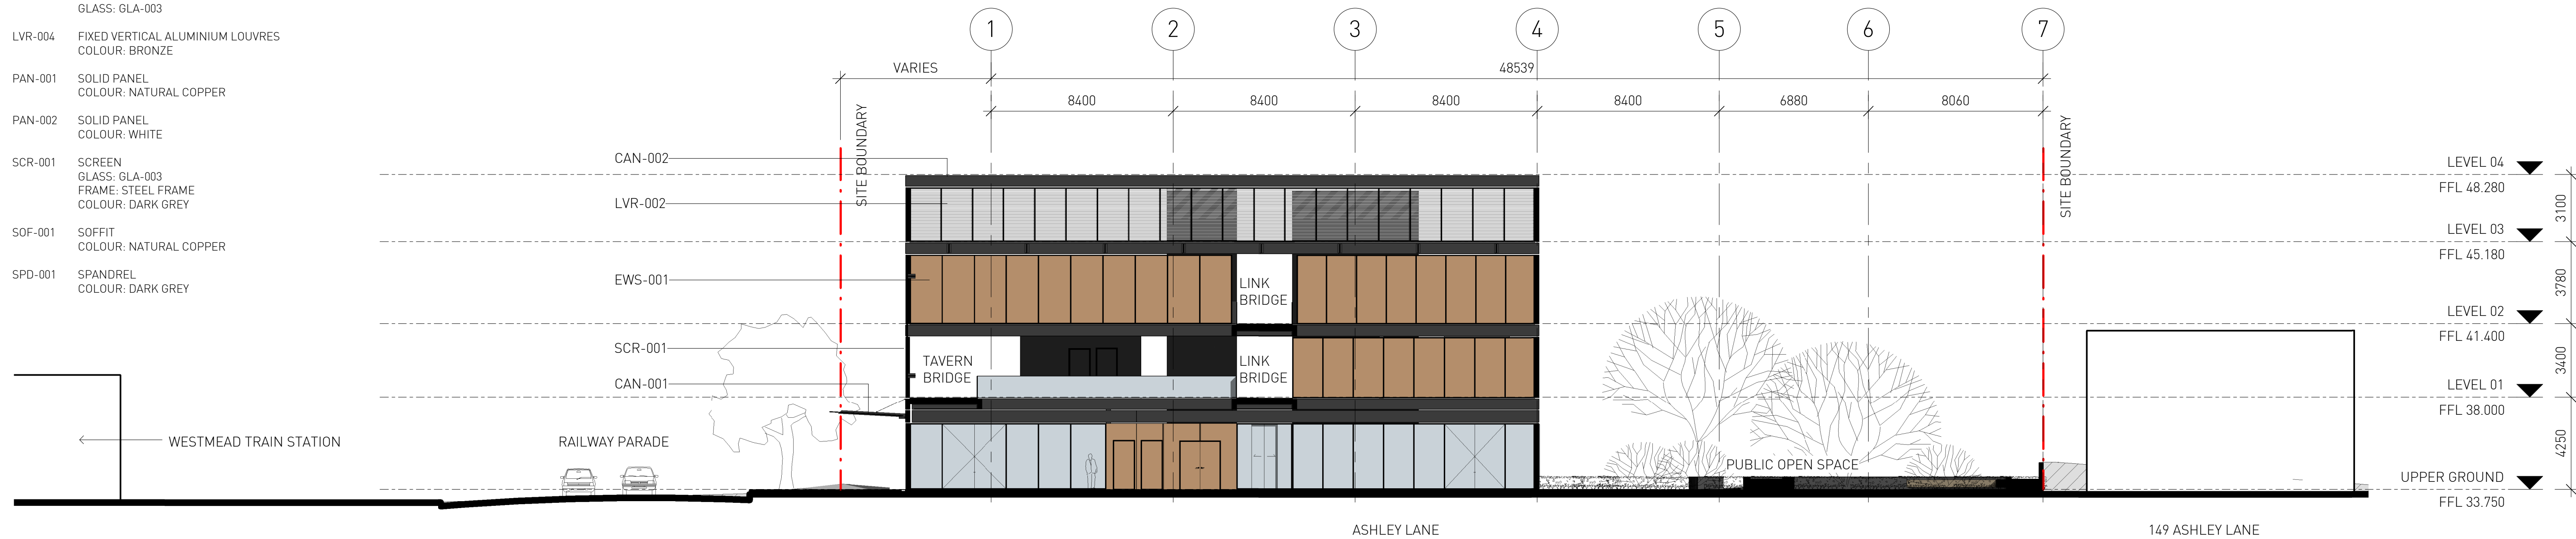 GLASS: GLA-003
LVR-004 FIXED VERTICAL ALUMINIUM LOUVRES
COLOUR: BRONZE
PAN-001 SOLID PANEL
COLOUR: NATURAL COPPER
PAN-002 SOLID PANEL
COLOUR: WHITE
SCR-001 SCREEN
GLASS: GLA-003
FRAME: STEEL FRAME
COLOUR: DARK GREY
SOF-001 SOFFIT
COLOUR: NATURAL COPPER
SPD-001 SPANDREL
COLOUR: DARK GREY
1 2 3 4 5 6 7
VARIES 48539
8400 8400 8400 8400 6880 8060
SITE BOUNDARY
SITE BOUNDARY
CAN-002
LVR-002
EWS-001
SCR-001
CAN-001
LINK
BRIDGE
TAVERN
BRIDGE
LINK
BRIDGE
WESTMEAD TRAIN STATION
RAILWAY PARADE
PUBLIC OPEN SPACE
LEVEL 04
FFL 48.280
3100
LEVEL 03
FFL 45.180
3780
LEVEL 02
FFL 41.400
3400
LEVEL 01
FFL 38.000
4250
UPPER GROUND
FFL 33.750
ASHLEY LANE
149 ASHLEY LANE